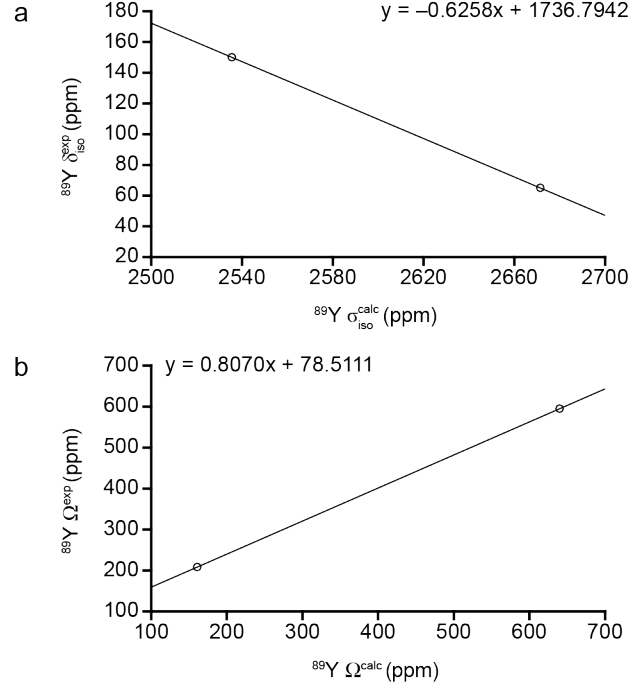 a
y = –0.6258x + 1736.7942
180
160
140
120
100
80
60
40
20
⁸⁹Y δ_iso^exp (ppm)
2500 2540 2580 2620 2660 2700
⁸⁹Y σ_iso^calc (ppm)
b
y = 0.8070x + 78.5111
700
600
500
400
300
200
100
⁸⁹Y Ω^exp (ppm)
100 200 300 400 500 600 700
⁸⁹Y Ω^calc (ppm)